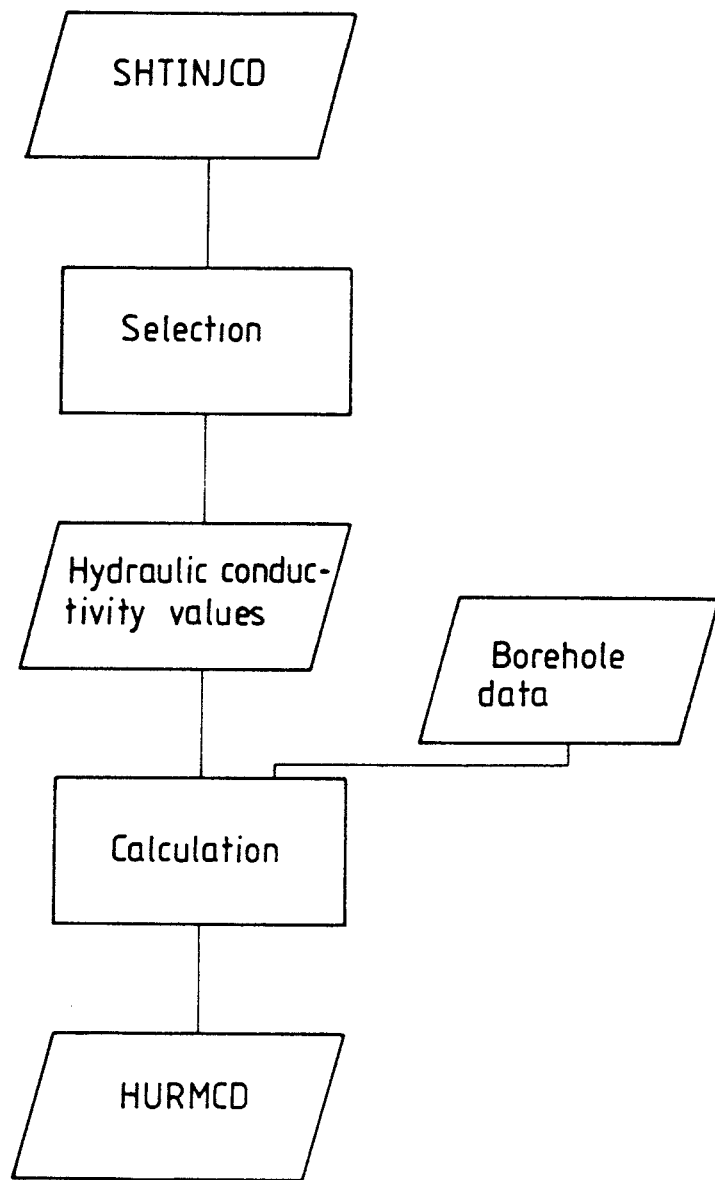 SHTINJCD
Selection
Hydraulic conduc-
tivity values
Borehole
data
Calculation
HURMCD